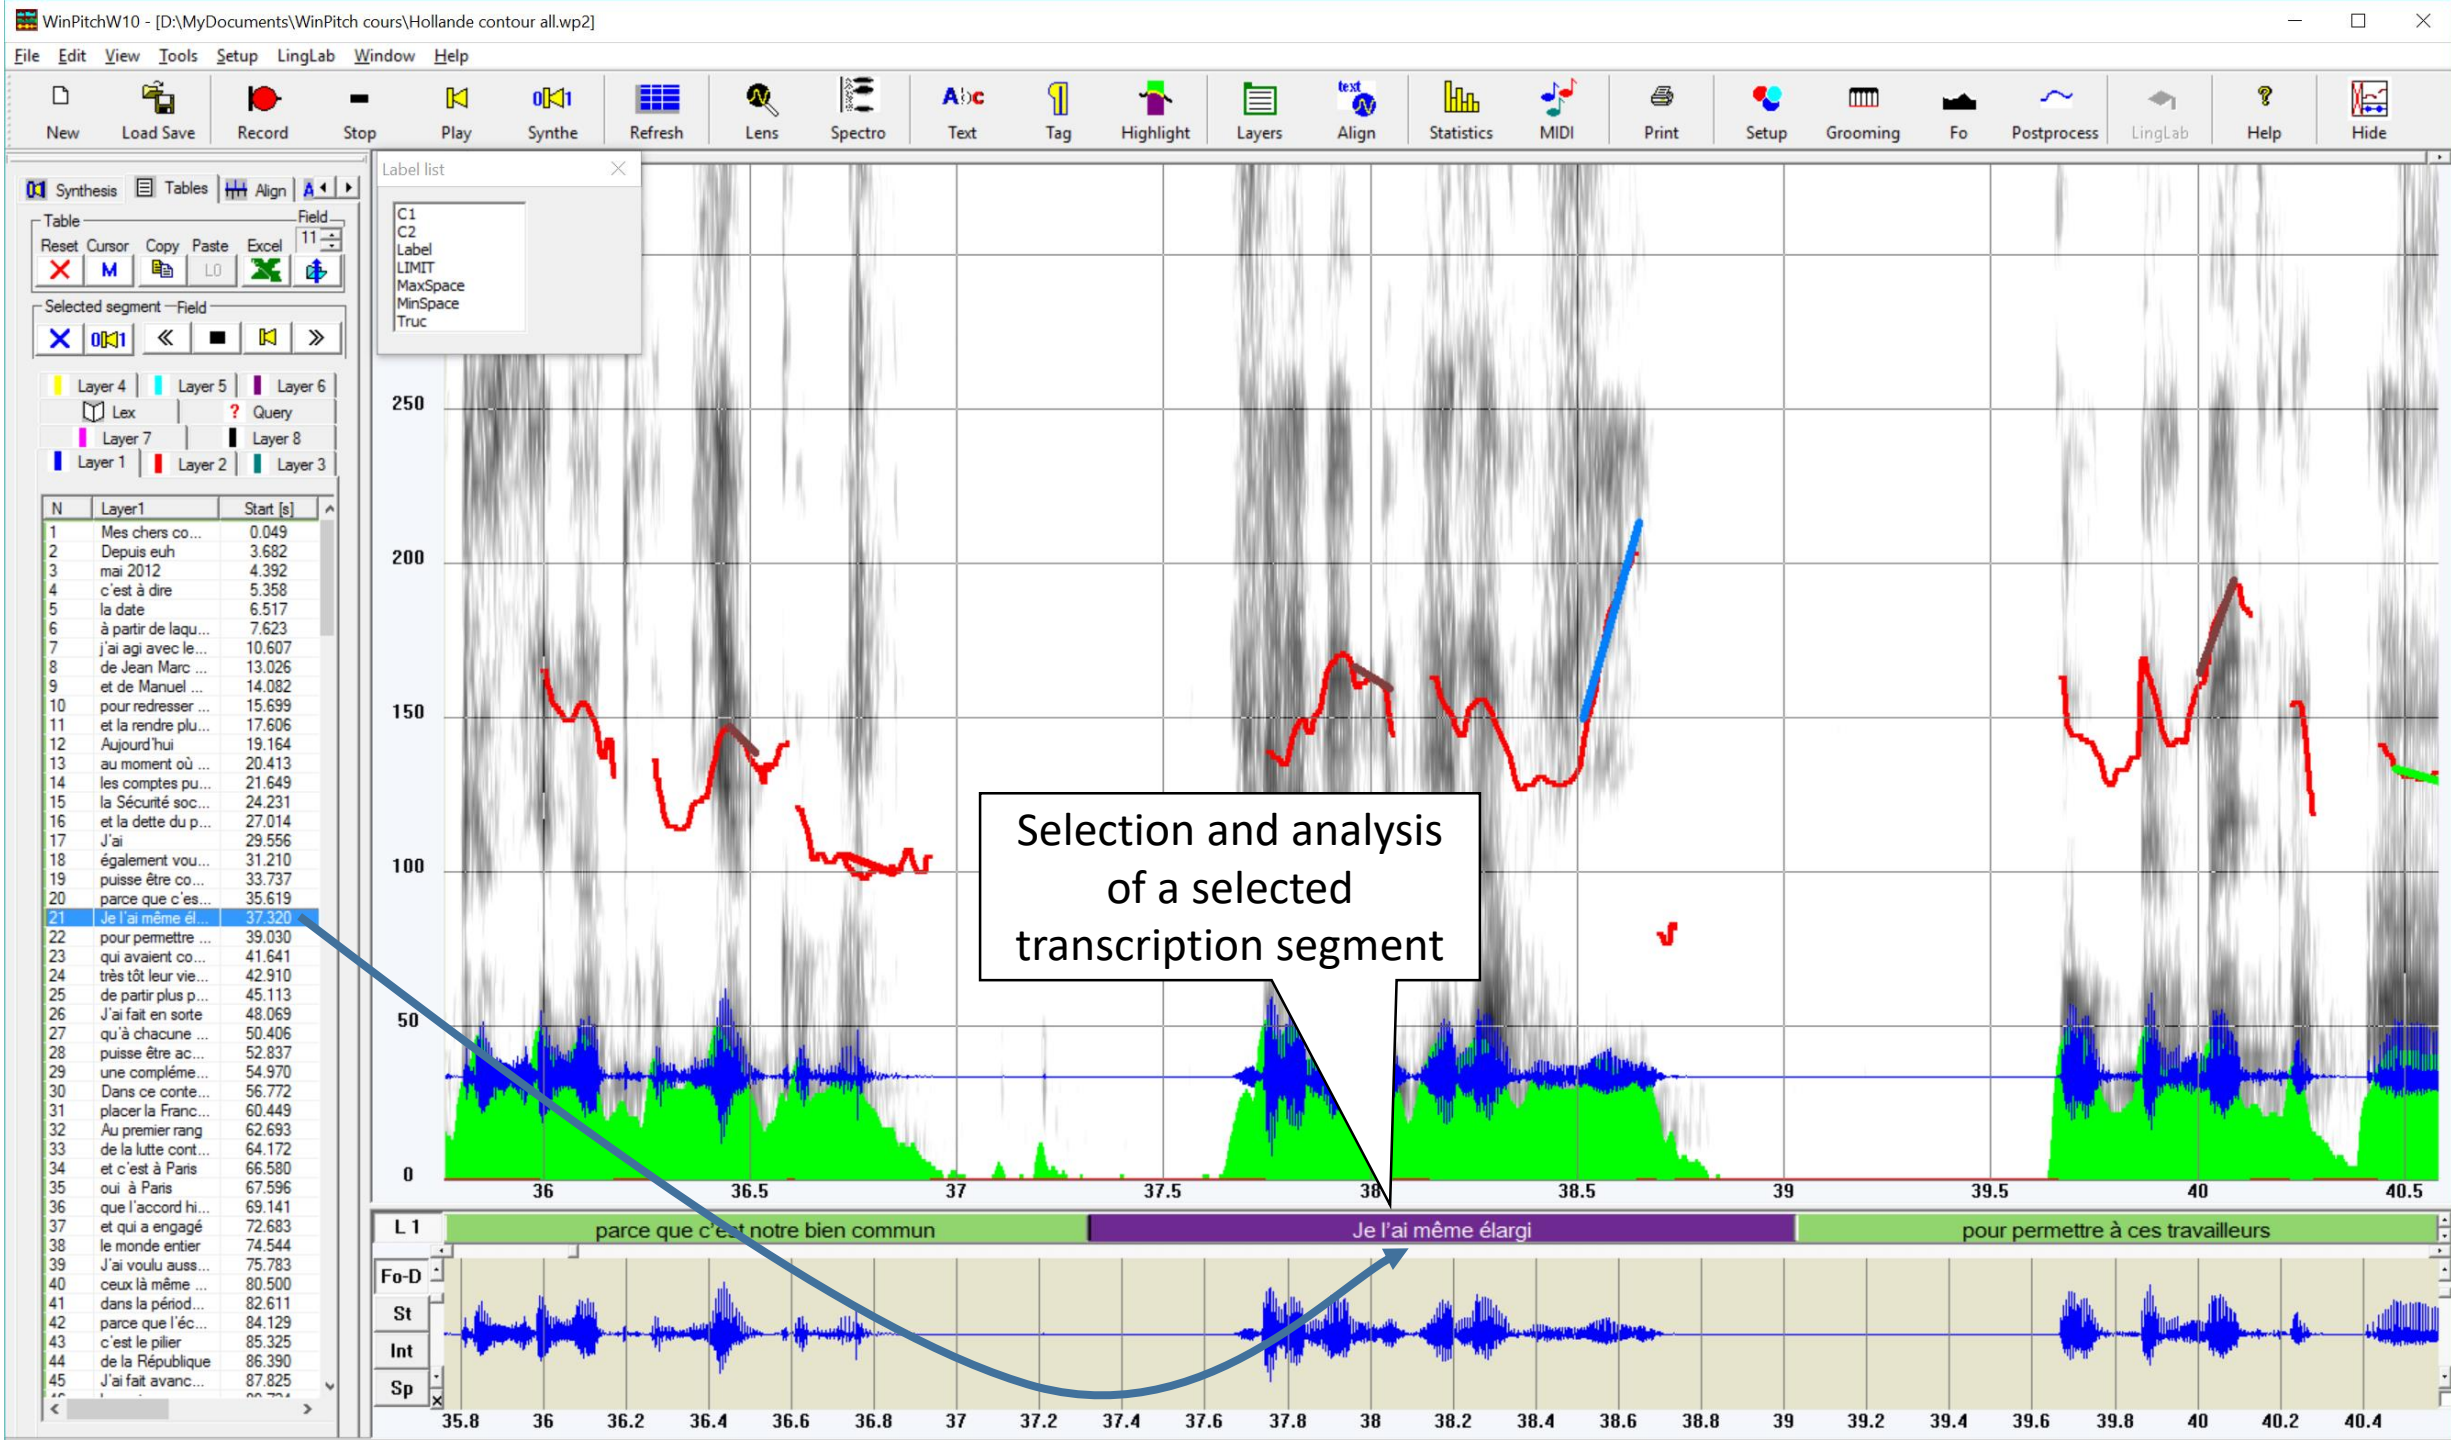 WinPitchW10 - [D:\MyDocuments\WinPitch cours\Hollande contour all.wp2]
File Edit View Tools Setup LingLab Window Help
New Load Save Record Stop Play Synthe Refresh Lens Spectro Text Tag Highlight Layers Align Statistics MIDI Print Setup Grooming Fo Postprocess LingLab Help Hide
Synthesis Tables Align A
Table Field
Reset Cursor Copy Paste Excel 11
M L0
Selected segment Field
Layer 4 Layer 5 Layer 6
Lex ? Query
Layer 7 Layer 8
Layer 1 Layer 2 Layer 3
N Layer1 Start [s]
1 Mes chers co... 0.049
2 Depuis euh 3.682
3 mai 2012 4.392
4 c'est à dire 5.358
5 la date 6.517
6 à partir de laqu... 7.623
7 j'ai agi avec le... 10.607
8 de Jean Marc ... 13.026
9 et de Manuel ... 14.082
10 pour redresser ... 15.699
11 et la rendre plu... 17.606
12 Aujourd'hui 19.164
13 au moment où ... 20.413
14 les comptes pu... 21.649
15 la Sécurité soc... 24.231
16 et la dette du p... 27.014
17 J'ai 29.556
18 également vou... 31.210
19 puisse être co... 33.737
20 parce que c'es... 35.619
21 Je l'ai même él... 37.320
22 pour permettre ... 39.030
23 qui avaient co... 41.641
24 très tôt leur vie... 42.910
25 de partir plus p... 45.113
26 J'ai fait en sorte 48.069
27 qu'à chacune ... 50.406
28 puisse être ac... 52.837
29 une compléme... 54.970
30 Dans ce conte... 56.772
31 placer la Franc... 60.449
32 Au premier rang 62.693
33 de la lutte cont... 64.172
34 et c'est à Paris 66.580
35 oui à Paris 67.596
36 que l'accord hi... 69.141
37 et qui a engagé 72.683
38 le monde entier 74.544
39 J'ai voulu auss... 75.783
40 ceux là même ... 80.500
41 dans la périod... 82.611
42 parce que l'éc... 84.129
43 c'est le pilier 85.325
44 de la République 86.390
45 J'ai fait avanc... 87.825
Label list
C1
C2
Label
LIMIT
MaxSpace
MinSpace
Truc
250
200
150
100
50
0
Selection and analysis
of a selected
transcription segment
36 36.5 37 37.5 38 38.5 39 39.5 40 40.5
L 1 parce que c'est notre bien commun Je l'ai même élargi pour permettre à ces travailleurs
Fo-D
St
Int
Sp
35.8 36 36.2 36.4 36.6 36.8 37 37.2 37.4 37.6 37.8 38 38.2 38.4 38.6 38.8 39 39.2 39.4 39.6 39.8 40 40.2 40.4